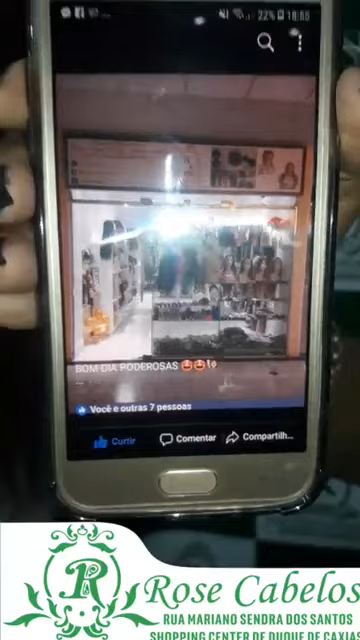 22% 18:55
BOM DIA PODEROSAS
Você e outras 7 pessoas
Curtir Comentar Compartilh...
R
Rose Cabelos
RUA MARIANO SENDRA DOS SANTOS
SHOPPING CENTER DE DUQUE DE CAXIA